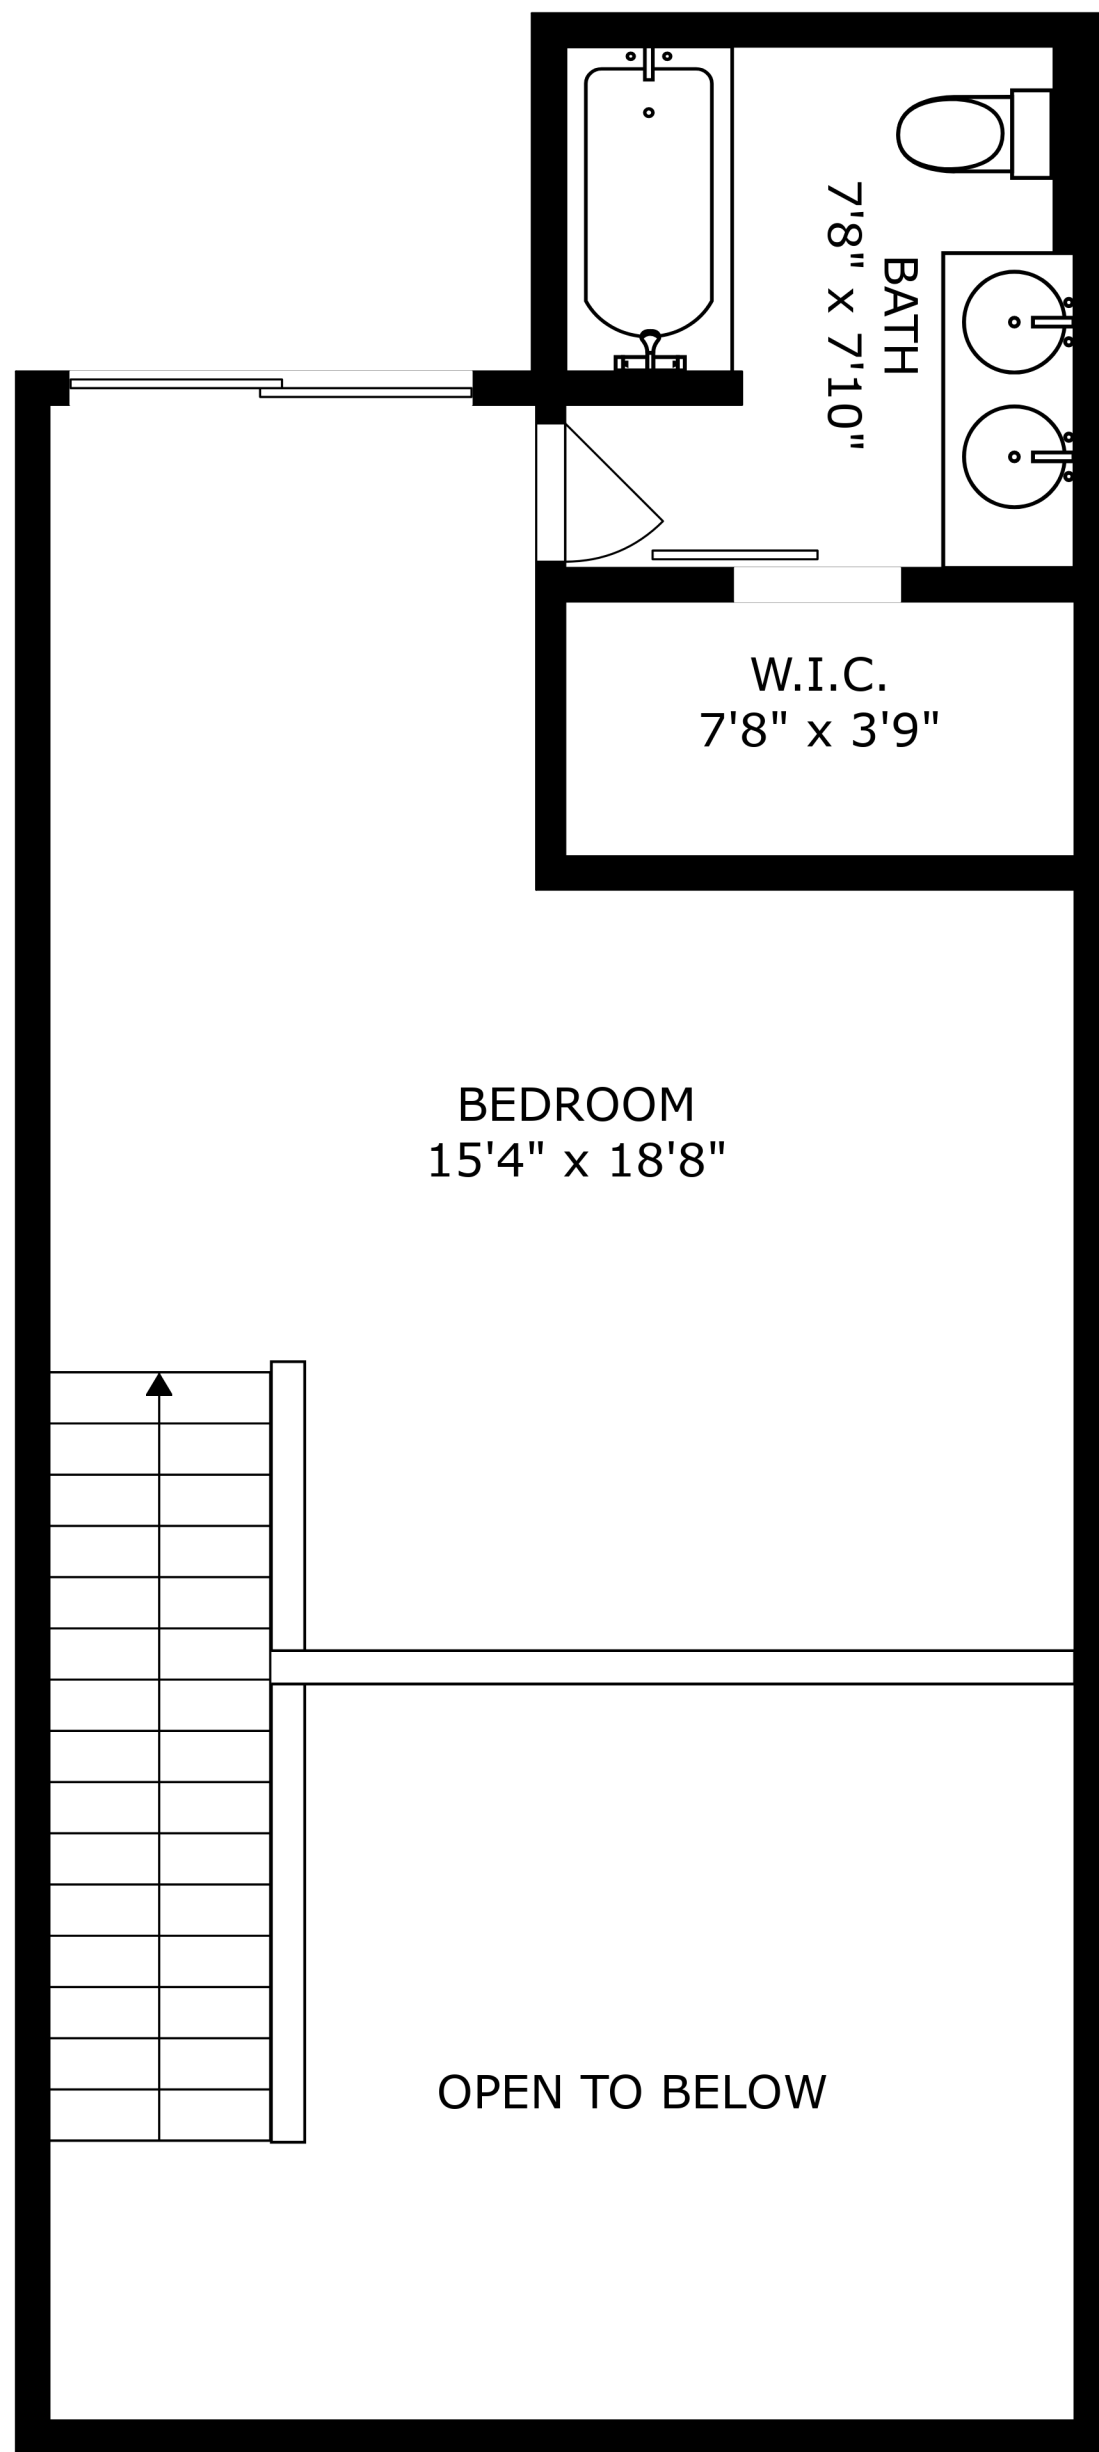 BATH
7'8" x 7'10"
W.I.C.
7'8" x 3'9"
BEDROOM
15'4" x 18'8"
OPEN TO BELOW